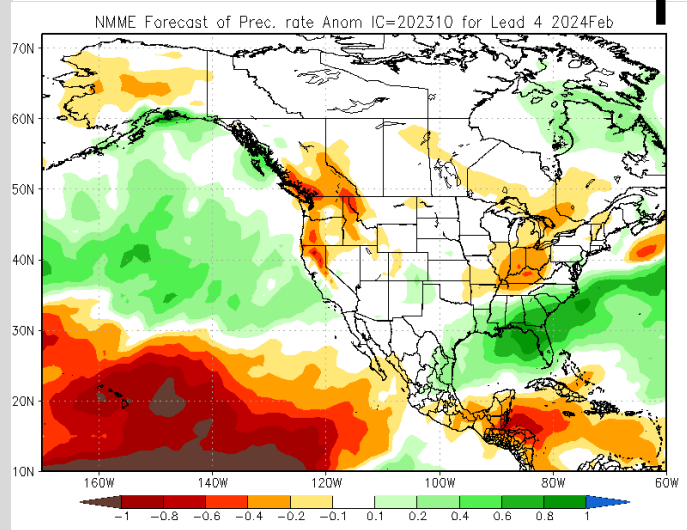 NMME Forecast of Prec. rate Anom IC=202310 for Lead 4 2024Feb
70N
60N
50N
40N
30N
20N
10N
160W 140W 120W 100W 80W 60W
-1 -0.8 -0.6 -0.4 -0.2 -0.1 0.1 0.2 0.4 0.6 0.8 1